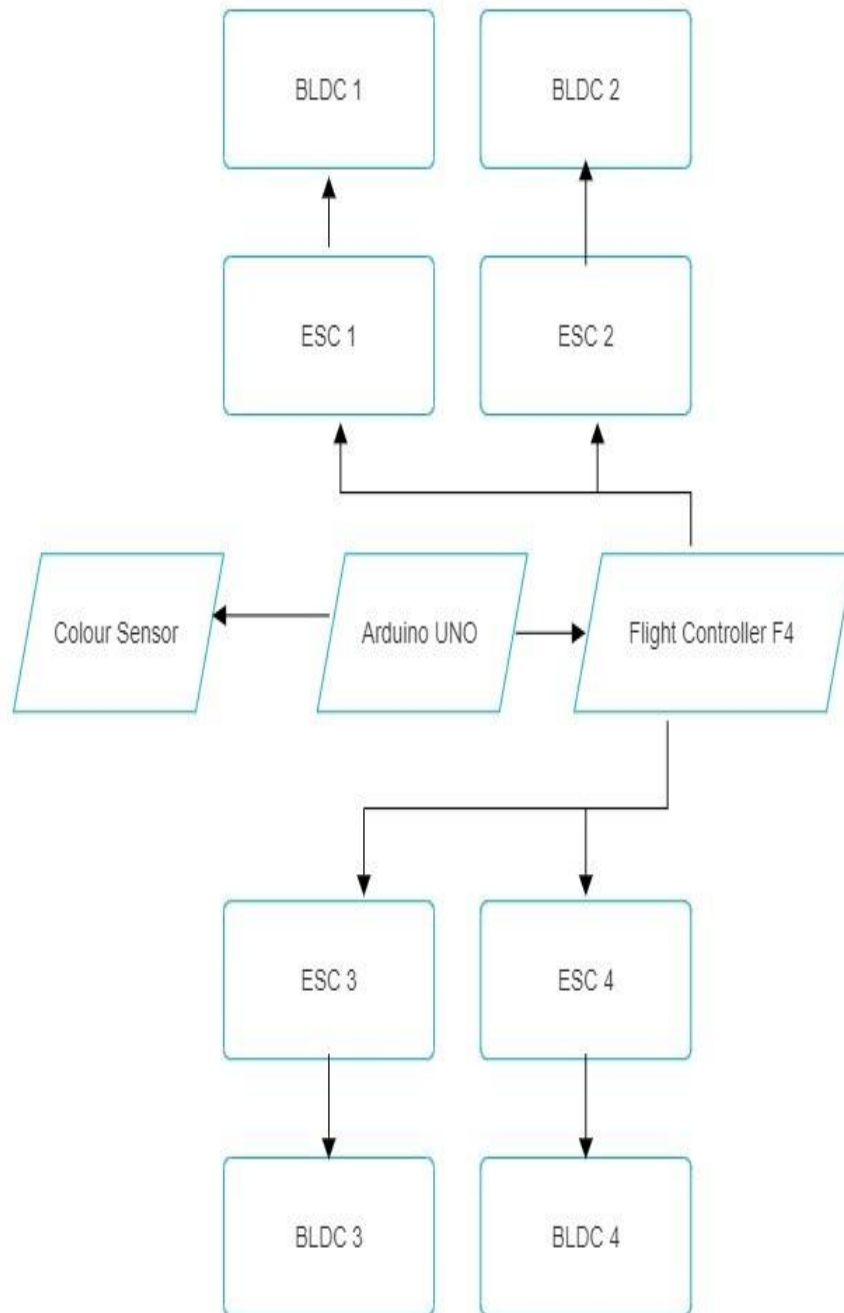 BLDC 1
BLDC 2
ESC 1
ESC 2
Colour Sensor
Arduino UNO
Flight Controller F4
ESC 3
ESC 4
BLDC 3
BLDC 4